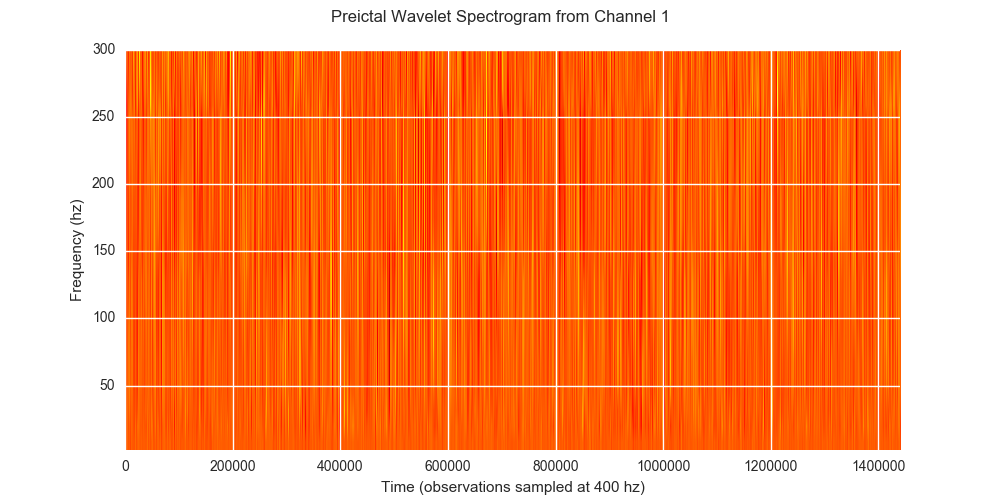 Preictal Wavelet Spectrogram from Channel 1
300
250
200
150
100
50
Frequency (hz)
0 200000 400000 600000 800000 1000000 1200000 1400000
Time (observations sampled at 400 hz)